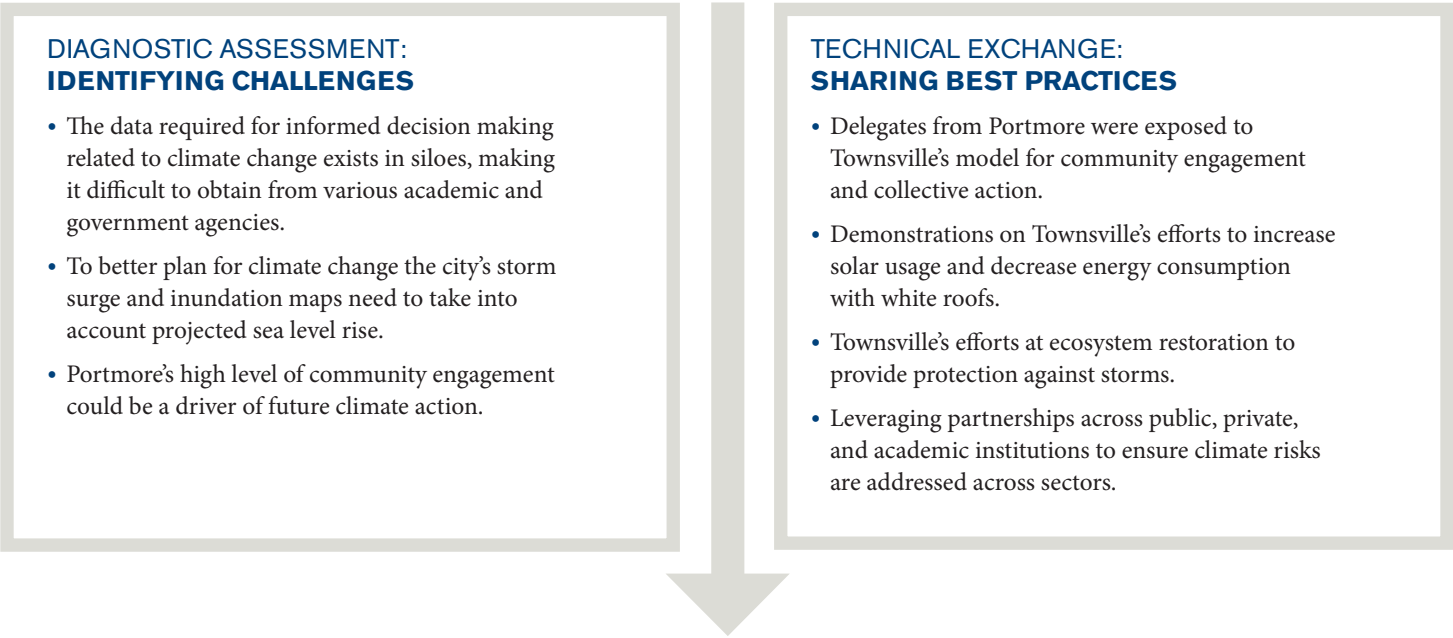 DIAGNOSTIC ASSESSMENT:
IDENTIFYING CHALLENGES
• The data required for informed decision making
related to climate change exists in siloes, making
it difficult to obtain from various academic and
government agencies.
• To better plan for climate change the city’s storm
surge and inundation maps need to take into
account projected sea level rise.
• Portmore’s high level of community engagement
could be a driver of future climate action.
TECHNICAL EXCHANGE:
SHARING BEST PRACTICES
• Delegates from Portmore were exposed to
Townsville’s model for community engagement
and collective action.
• Demonstrations on Townsville’s efforts to increase
solar usage and decrease energy consumption
with white roofs.
• Townsville’s efforts at ecosystem restoration to
provide protection against storms.
• Leveraging partnerships across public, private,
and academic institutions to ensure climate risks
are addressed across sectors.